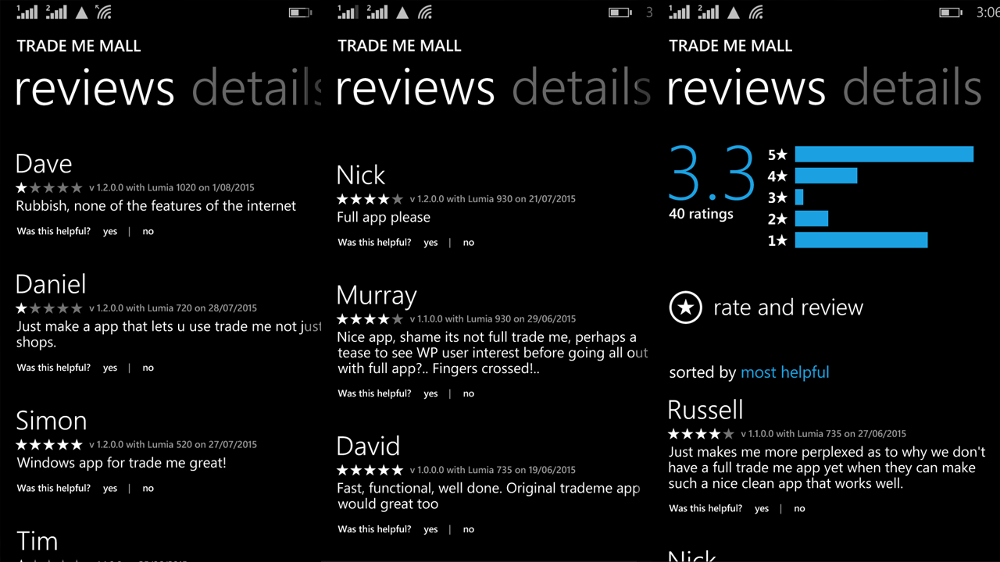 1 2
TRADE ME MALL
reviews details
Dave
v 1.2.0.0 with Lumia 1020 on 1/08/2015
Rubbish, none of the features of the internet
Was this helpful? yes | no
Daniel
v 1.2.0.0 with Lumia 720 on 28/07/2015
Just make a app that lets u use trade me not just
shops.
Was this helpful? yes | no
Simon
v 1.2.0.0 with Lumia 520 on 27/07/2015
Windows app for trade me great!
Was this helpful? yes | no
Tim
1 2 3
TRADE ME MALL
reviews details
Nick
v 1.2.0.0 with Lumia 930 on 21/07/2015
Full app please
Was this helpful? yes | no
Murray
v 1.1.0.0 with Lumia 930 on 29/06/2015
Nice app, shame its not full trade me, perhaps a
tease to see WP user interest before going all out
with full app?.. Fingers crossed!..
Was this helpful? yes | no
David
v 1.0.0.0 with Lumia 735 on 19/06/2015
Fast, functional, well done. Original trademe app
would great too
Was this helpful? yes | no
1 2 3:06
TRADE ME MALL
reviews details
3.3
40 ratings
5★
4★
3★
2★
1★
rate and review
sorted by most helpful
Russell
v 1.1.0.0 with Lumia 735 on 27/06/2015
Just makes me more perplexed as to why we don't
have a full trade me app yet when they can make
such a nice clean app that works well.
Was this helpful? yes | no
Nick